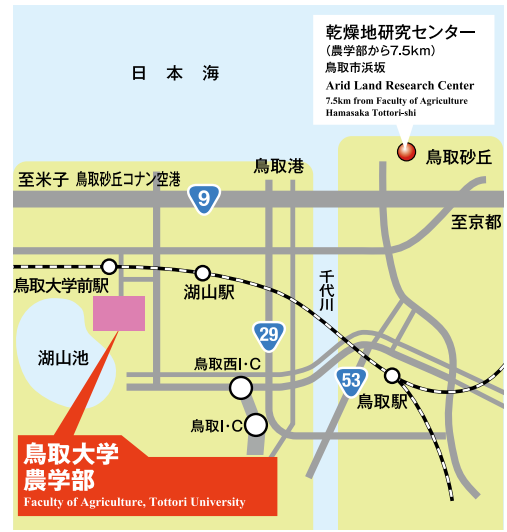 乾燥地研究センター
（農学部から7.5km）
鳥取市浜坂
Arid Land Research Center
7.5km from Faculty of Agriculture
Hamasaka Tottori-shi
日本海
鳥取港
鳥取砂丘
至米子 鳥取砂丘コナン空港
9
至京都
鳥取大学前駅
湖山駅
千代川
29
湖山池
鳥取西I·C
53
鳥取駅
鳥取I·C
鳥取大学
農学部
Faculty of Agriculture, Tottori University